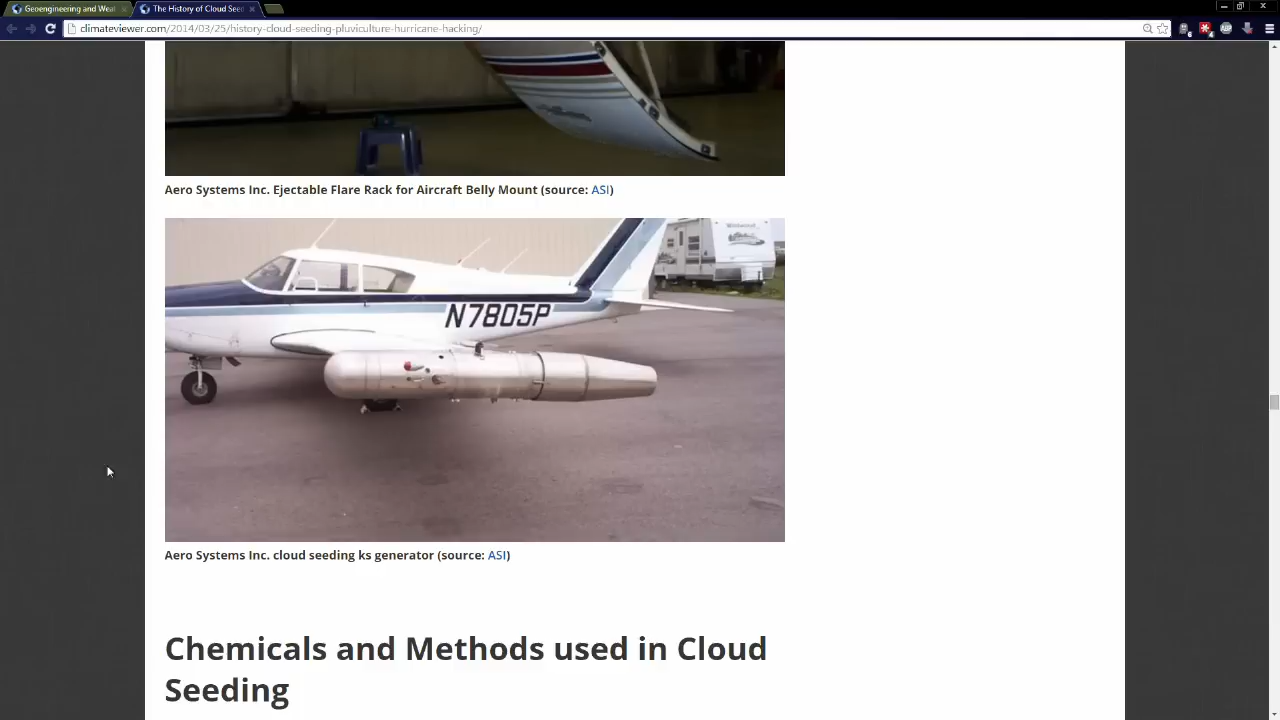 Geoengineering and Weat
The History of Cloud Seed
climateviewer.com/2014/03/25/history-cloud-seeding-pluviculture-hurricane-hacking/
Aero Systems Inc. Ejectable Flare Rack for Aircraft Belly Mount (source: ASI)
N7805P
Aero Systems Inc. cloud seeding ks generator (source: ASI)
Chemicals and Methods used in Cloud
Seeding